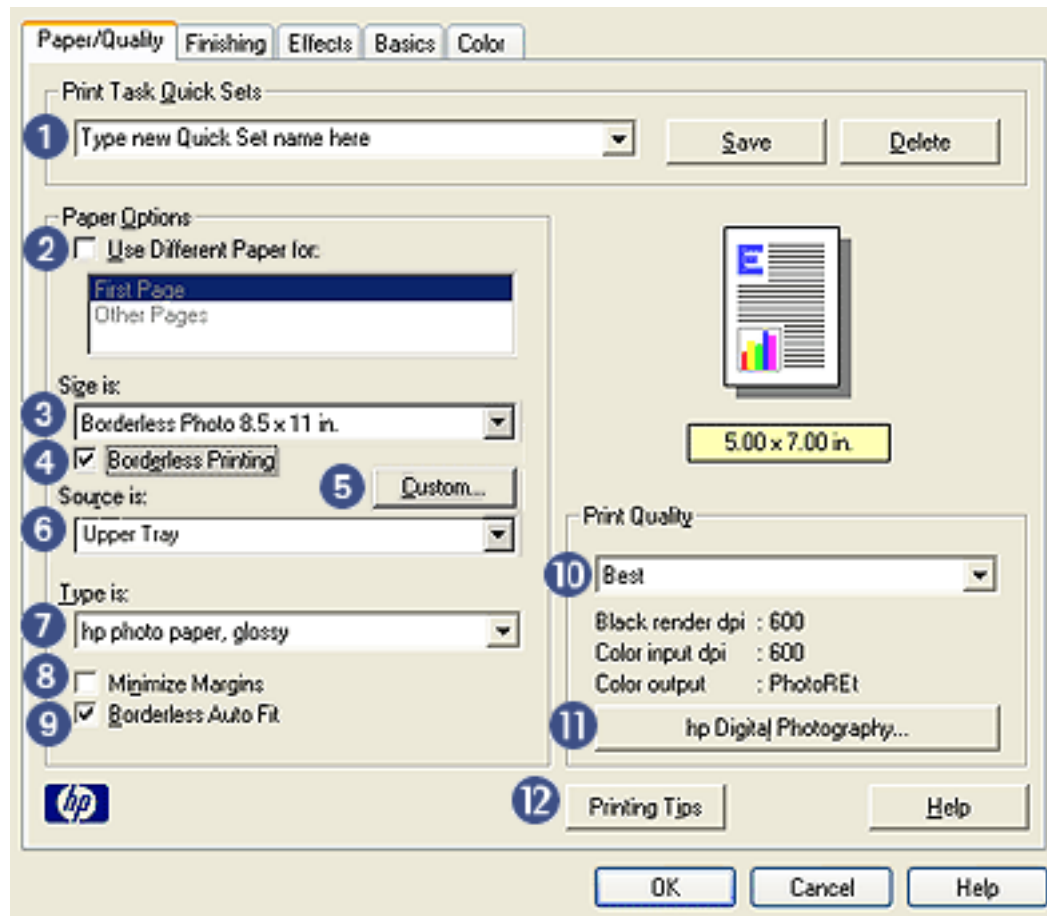 Paper/Quality Finishing Effects Basics Color
Print Task Quick Sets
1 Type new Quick Set name here Save Delete
Paper Options
2 Use Different Paper for:
First Page
Other Pages
E
Size is:
3 Borderless Photo 8.5 x 11 in.
5.00 x 7.00 in.
4 Borderless Printing
5 Custom...
Source is:
6 Upper Tray
Print Quality
10 Best
Type is:
7 hp photo paper, glossy
Black render dpi : 600
Color input dpi : 600
Color output : PhotoREt
8 Minimize Margins
9 Borderless Auto Fit
11 hp Digital Photography...
hp
12 Printing Tips Help
OK Cancel Help